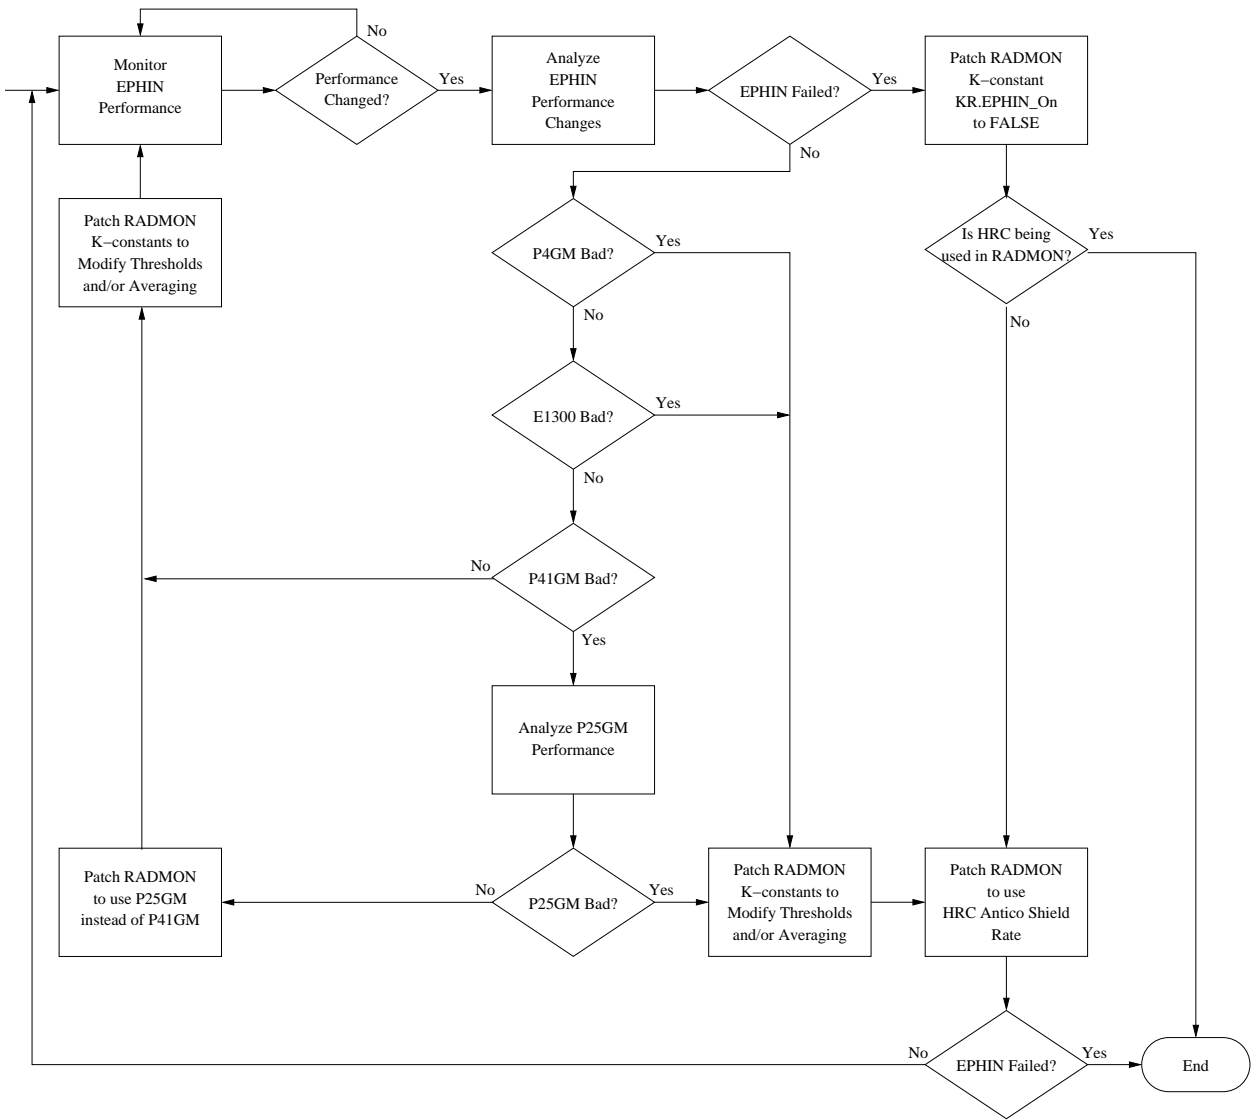 No
Monitor
EPHIN
Performance
Performance
Changed?
Yes
Analyze
EPHIN
Performance
Changes
EPHIN Failed?
Yes
Patch RADMON
K−constant
KR.EPHIN_On
to FALSE
No
Patch RADMON
K−constants to
Modify Thresholds
and/or Averaging
P4GM Bad?
Yes
Is HRC being
used in RADMON?
Yes
No
No
E1300 Bad?
Yes
No
No
P41GM Bad?
Yes
Analyze P25GM
Performance
Patch RADMON
to use P25GM
instead of P41GM
No
P25GM Bad?
Yes
Patch RADMON
K−constants to
Modify Thresholds
and/or Averaging
Patch RADMON
to use
HRC Antico Shield
Rate
No
EPHIN Failed?
Yes
End